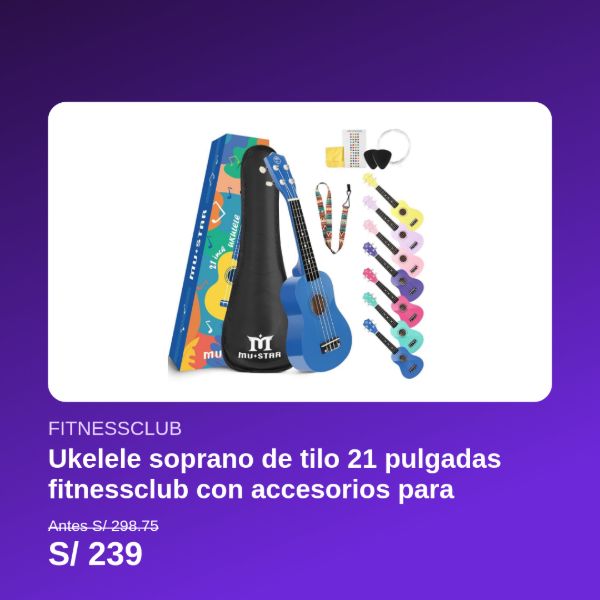 MU★STAR
21 inch ukulele
MU
MU★STAR
FITNESSCLUB
Ukelele soprano de tilo 21 pulgadas
fitnessclub con accesorios para
Antes S/ 298.75
S/ 239